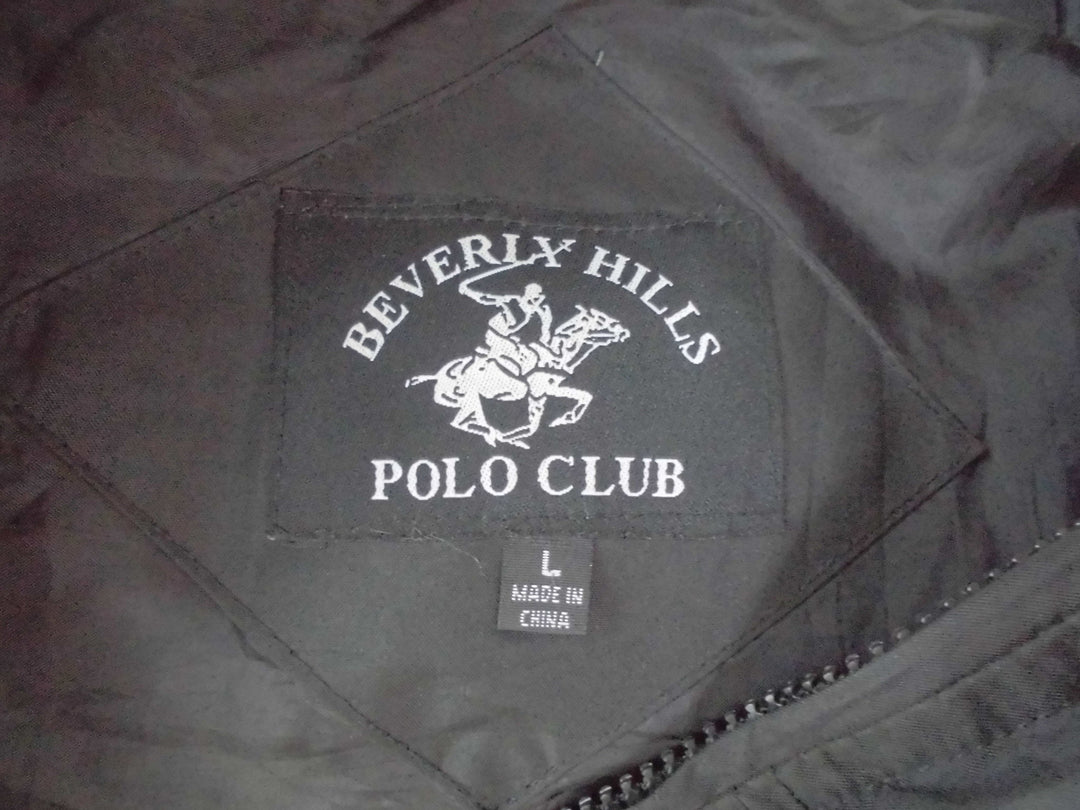 BEVERLY HILLS
POLO CLUB
L
MADE IN
CHINA